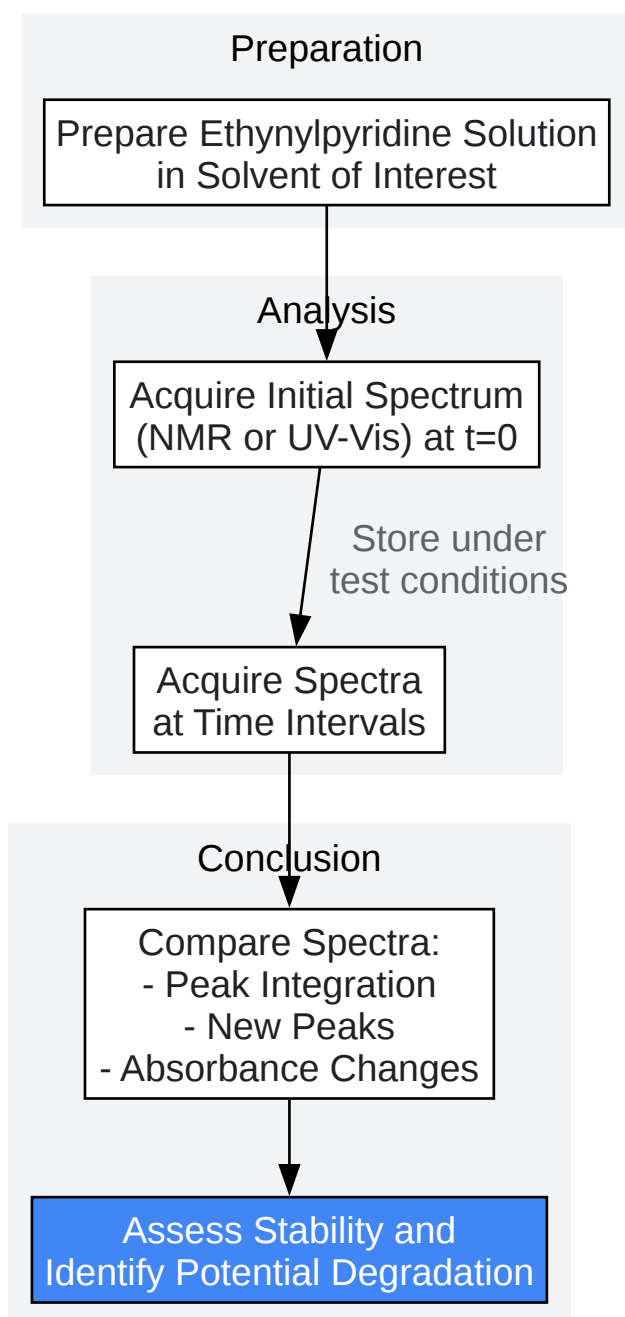 Preparation
Prepare Ethynylpyridine Solution
in Solvent of Interest
Analysis
Acquire Initial Spectrum
(NMR or UV-Vis) at t=0
Store under
test conditions
Acquire Spectra
at Time Intervals
Conclusion
Compare Spectra:
- Peak Integration
- New Peaks
- Absorbance Changes
Assess Stability and
Identify Potential Degradation